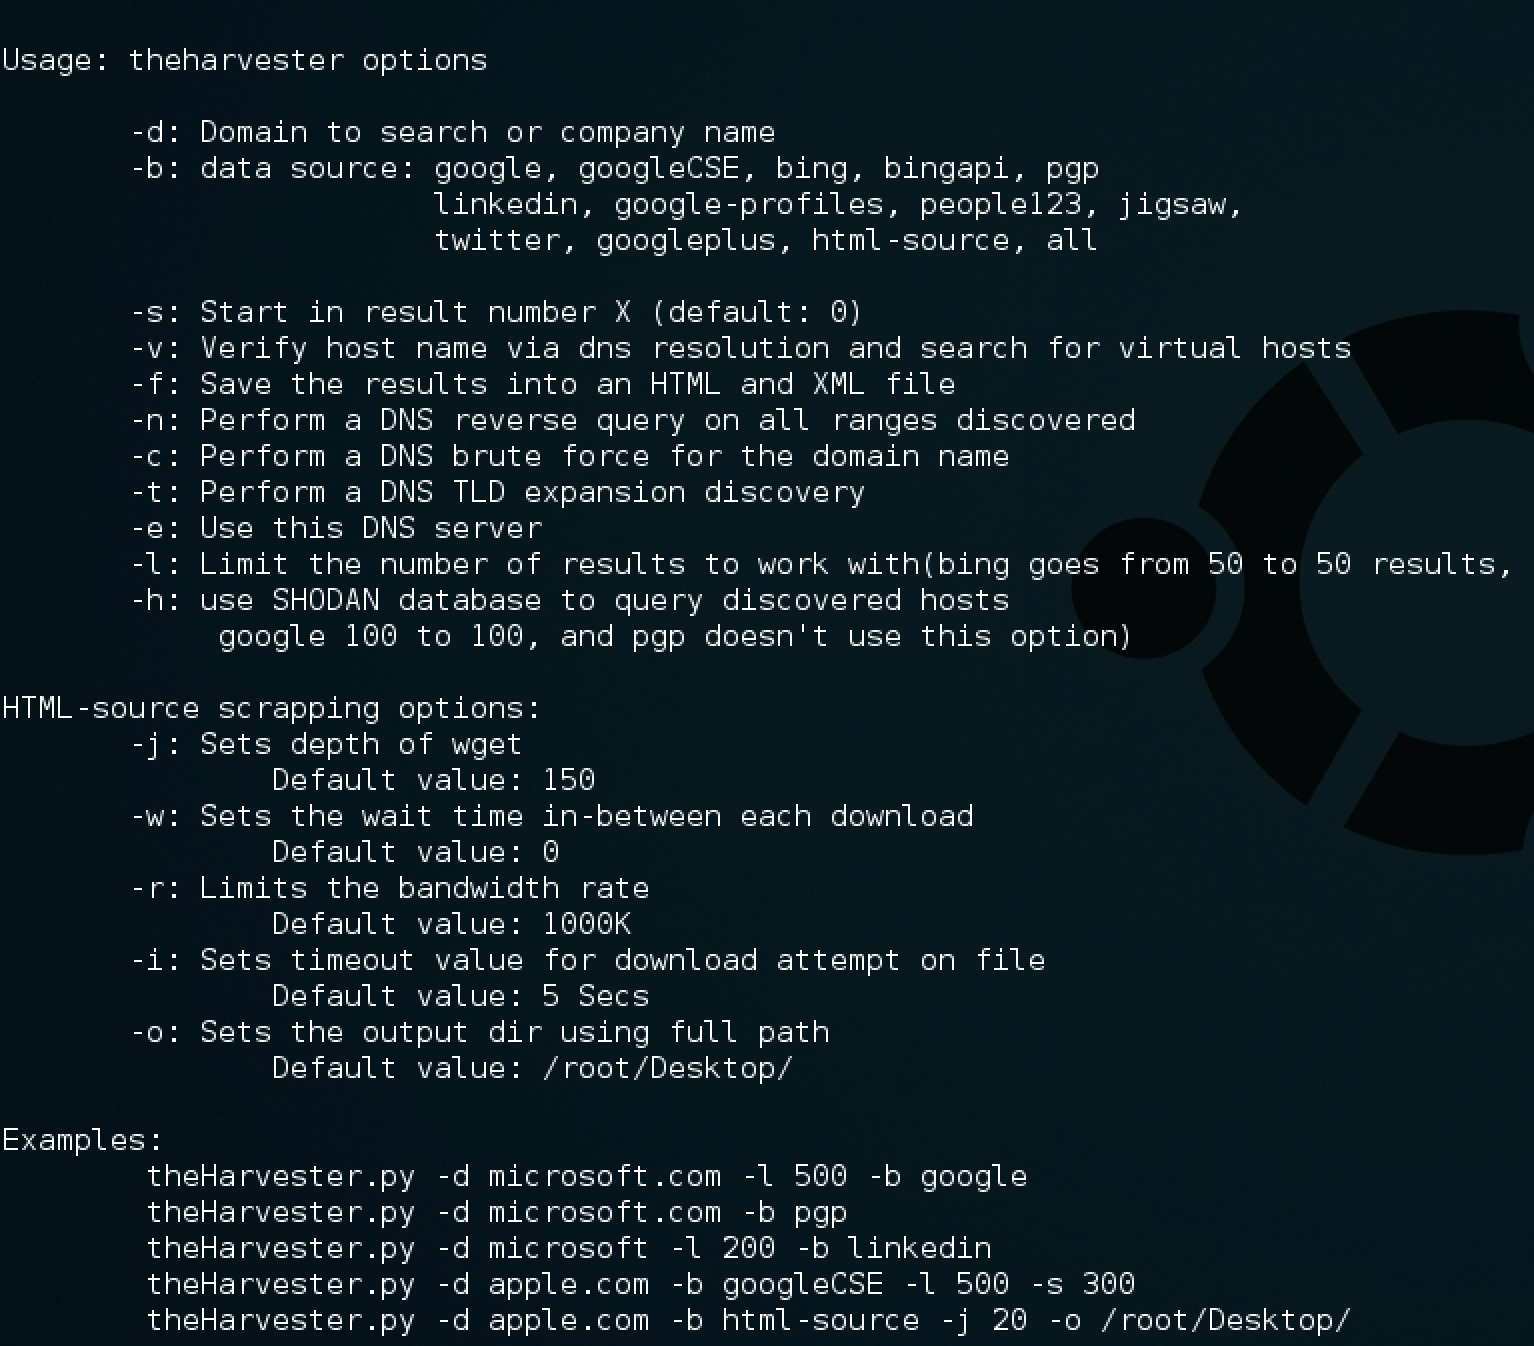 Usage: theharvester options
-d: Domain to search or company name
-b: data source: google, googleCSE, bing, bingapi, pgp
linkedin, google-profiles, people123, jigsaw,
twitter, googleplus, html-source, all
-s: Start in result number X (default: 0)
-v: Verify host name via dns resolution and search for virtual hosts
-f: Save the results into an HTML and XML file
-n: Perform a DNS reverse query on all ranges discovered
-c: Perform a DNS brute force for the domain name
-t: Perform a DNS TLD expansion discovery
-e: Use this DNS server
-l: Limit the number of results to work with(bing goes from 50 to 50 results,
-h: use SHODAN database to query discovered hosts
google 100 to 100, and pgp doesn't use this option)
HTML-source scrapping options:
-j: Sets depth of wget
Default value: 150
-w: Sets the wait time in-between each download
Default value: 0
-r: Limits the bandwidth rate
Default value: 1000K
-i: Sets timeout value for download attempt on file
Default value: 5 Secs
-o: Sets the output dir using full path
Default value: /root/Desktop/
Examples:
theHarvester.py -d microsoft.com -l 500 -b google
theHarvester.py -d microsoft.com -b pgp
theHarvester.py -d microsoft -l 200 -b linkedin
theHarvester.py -d apple.com -b googleCSE -l 500 -s 300
theHarvester.py -d apple.com -b html-source -j 20 -o /root/Desktop/